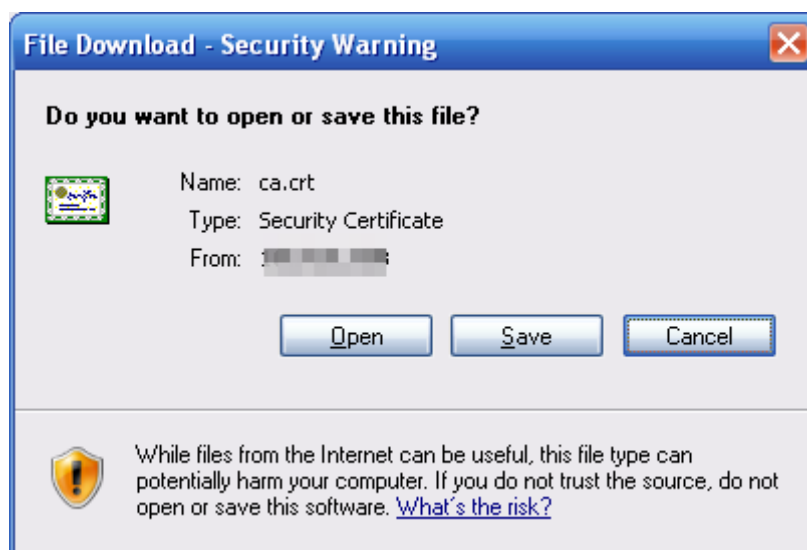 File Download - Security Warning
Do you want to open or save this file?
Name: ca.crt
Type: Security Certificate
From:
Open Save Cancel
While files from the Internet can be useful, this file type can
potentially harm your computer. If you do not trust the source, do not
open or save this software. What's the risk?